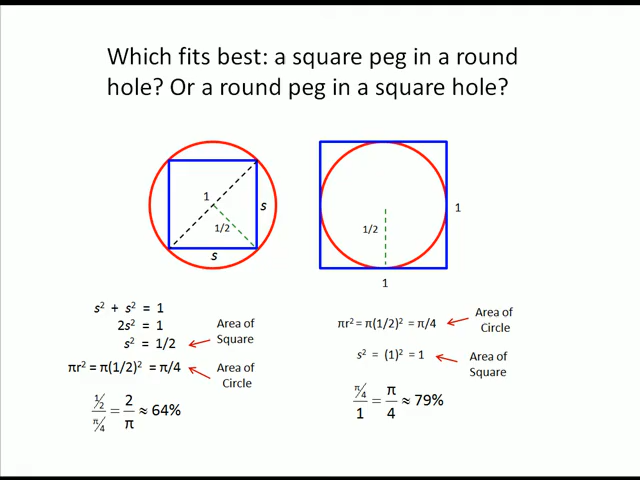 Which fits best: a square peg in a round
hole? Or a round peg in a square hole?
1
s
1/2
s
s² + s² = 1
2s² = 1
s² = 1/2
Area of
Square
πr² = π(1/2)² = π/4
Area of
Circle
½ / π/4 = 2/π ≈ 64%
1/2
1
1
πr² = π(1/2)² = π/4
Area of
Circle
s² = (1)² = 1
Area of
Square
π/4 / 1 = π/4 ≈ 79%